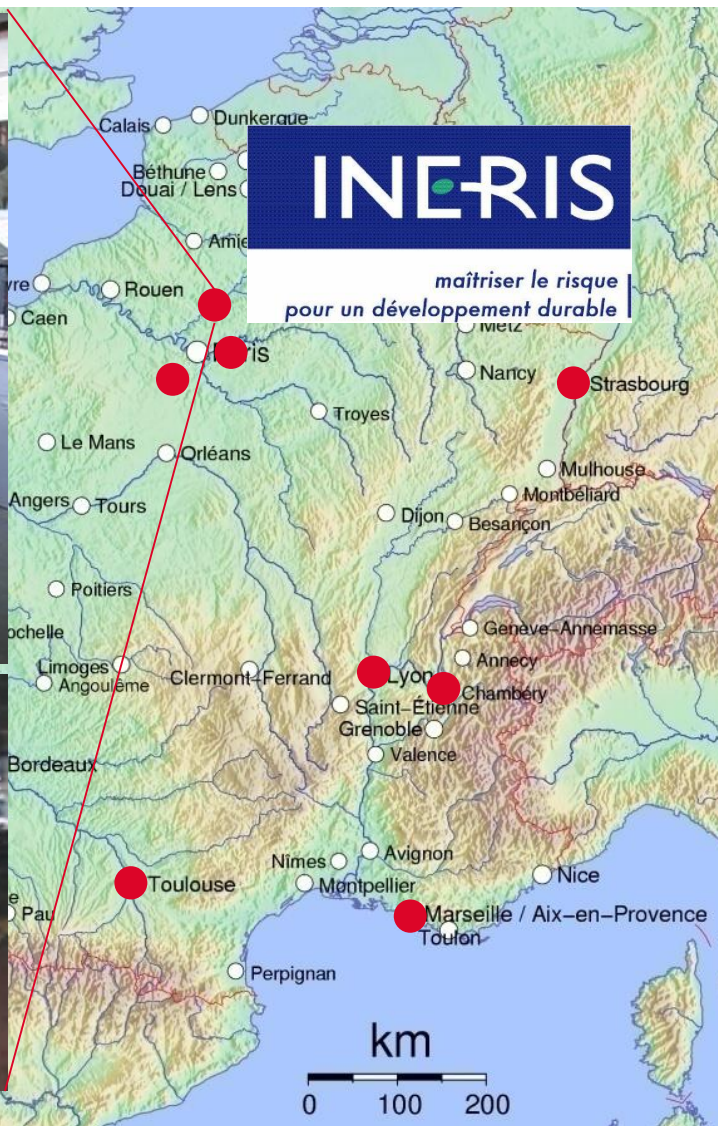 Dunkerque
Calais
Béthune
Douai / Lens
INERIS
maîtriser le risque
pour un développement durable
Rouen
Caen
Metz
Nancy
Strasbourg
Troyes
Le Mans
Orléans
Mulhouse
Montbéliard
Angers
Tours
Dijon
Besançon
Poitiers
Genève-Annemasse
Limoges
Annecy
Clermont-Ferrand
Lyon
Angoulême
Chambéry
Saint-Étienne
Grenoble
Valence
Bordeaux
Avignon
Nîmes
Nice
Toulouse
Montpellier
Pau
Marseille / Aix-en-Provence
Toulon
Perpignan
km
0 100 200